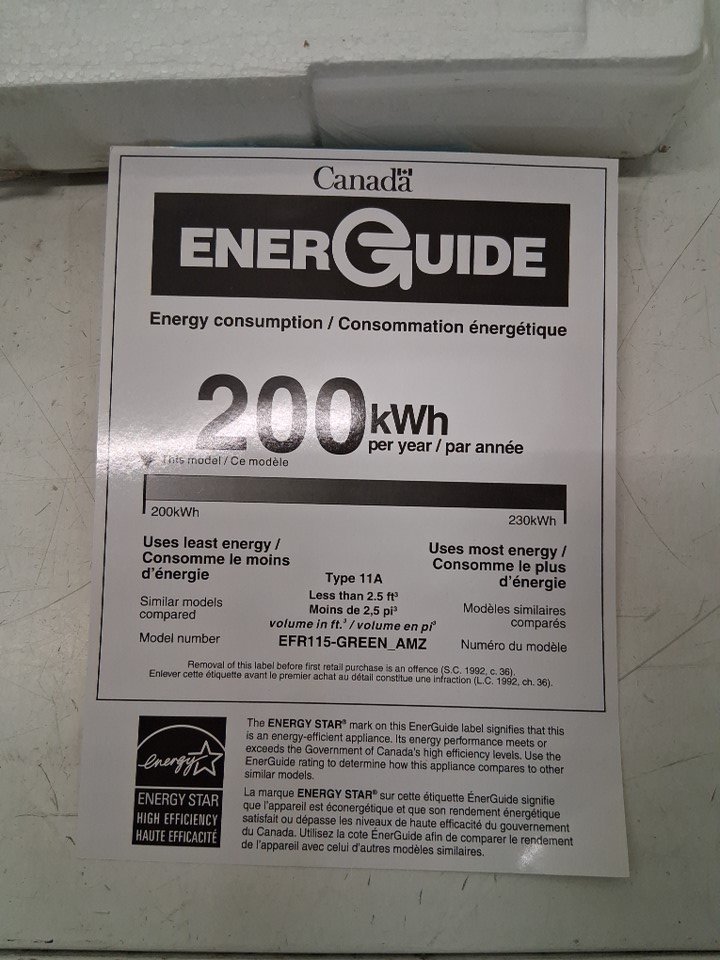 Canada
ENERGUIDE
Energy consumption / Consommation énergétique
200 kWh
per year / par année
This model / Ce modèle
200kWh
230kWh
Uses least energy /
Consomme le moins
d'énergie
Uses most energy /
Consomme le plus
d'énergie
Similar models
compared
Type 11A
Less than 2.5 ft³
Moins de 2,5 pi³
volume in ft.³ / volume en pi³
Modèles similaires
comparés
Model number
EFR115-GREEN_AMZ
Numéro du modèle
Removal of this label before first retail purchase is an offence (S.C. 1992, c. 36).
Enlever cette étiquette avant le premier achat au détail constitue une infraction (L.C. 1992, ch. 36).
energy
ENERGY STAR
HIGH EFFICIENCY
HAUTE EFFICACITÉ
The ENERGY STAR® mark on this EnerGuide label signifies that this
is an energy-efficient appliance. Its energy performance meets or
exceeds the Government of Canada's high efficiency levels. Use the
EnerGuide rating to determine how this appliance compares to other
similar models.
La marque ENERGY STAR® sur cette étiquette ÉnerGuide signifie
que l'appareil est éconergétique et que son rendement énergétique
satisfait ou dépasse les niveaux de haute efficacité du gouvernement
du Canada. Utilisez la cote ÉnerGuide afin de comparer le rendement
de l'appareil avec celui d'autres modèles similaires.